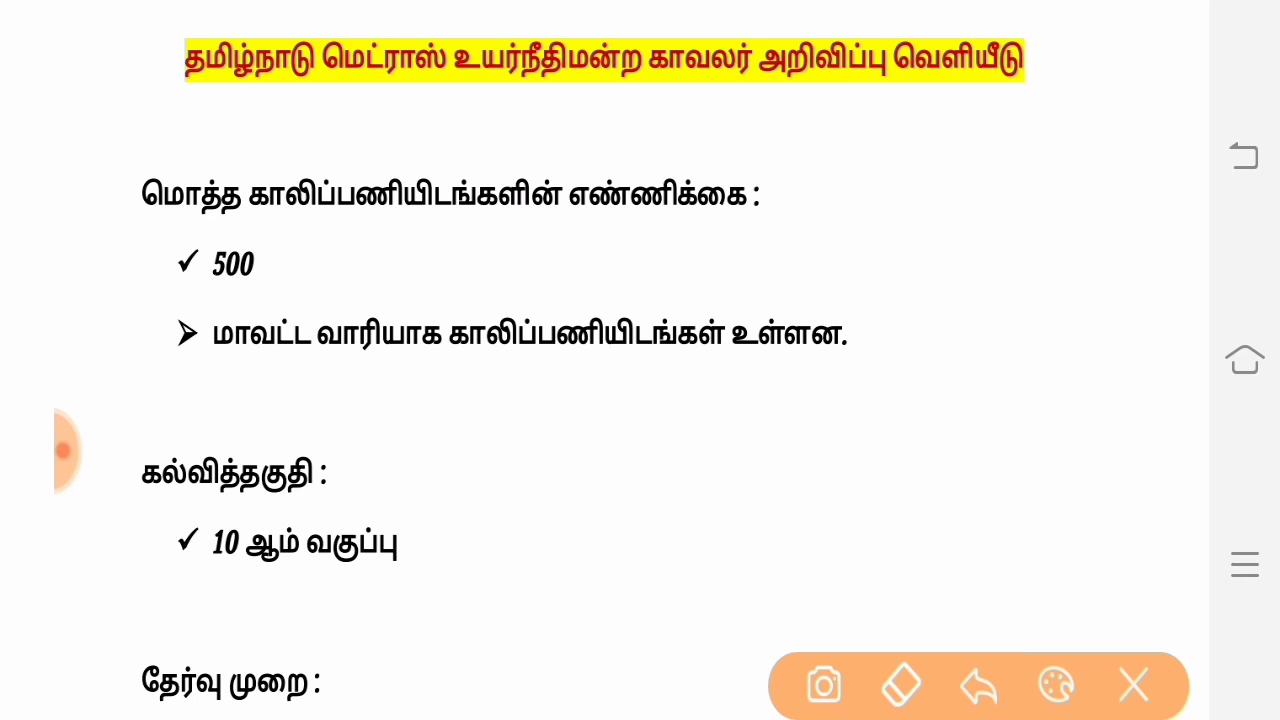 தமிழ்நாடு மெட்ராஸ் உயர்நீதிமன்ற காவலர் அறிவிப்பு வெளியீடு
மொத்த காலிப்பணியிடங்களின் எண்ணிக்கை :
✓ 500
➢ மாவட்ட வாரியாக காலிப்பணியிடங்கள் உள்ளன.
கல்வித்தகுதி :
✓ 10 ஆம் வகுப்பு
தேர்வு முறை :